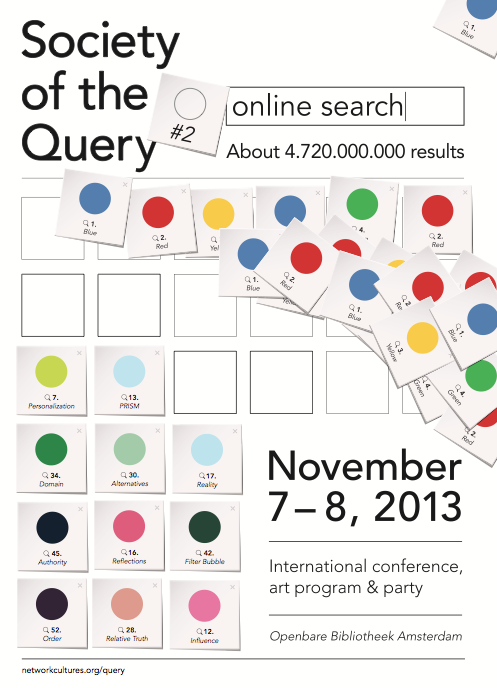 Society
of the
Query
#2
online search
About 4.720.000.000 results
1.
Blue
1.
Blue
2.
Red
Yel
4.
2.
Red
1.
Blue
2.
Red
Yello
1.
Blue
2.
Re
3.
Yellow
1.
Blue
4.
Green
4.
Green
2.
Red
7.
Personalization
13.
PRISM
34.
Domain
30.
Alternatives
17.
Reality
45.
Authority
16.
Reflections
42.
Filter Bubble
52.
Order
28.
Relative Truth
12.
Influence
November
7–8, 2013
International conference,
art program & party
Openbare Bibliotheek Amsterdam
networkcultures.org/query